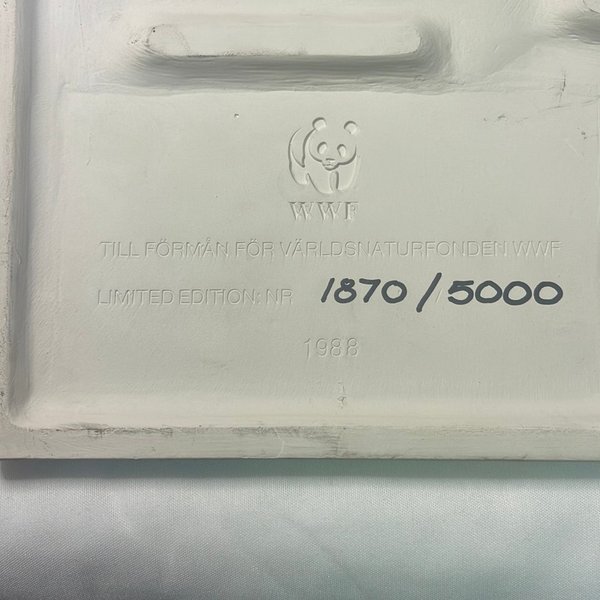 WWF
TILL FÖRMÅN FÖR VÄRLDSNATURFONDEN WWF
LIMITED EDITION: NR 1870/5000
1988